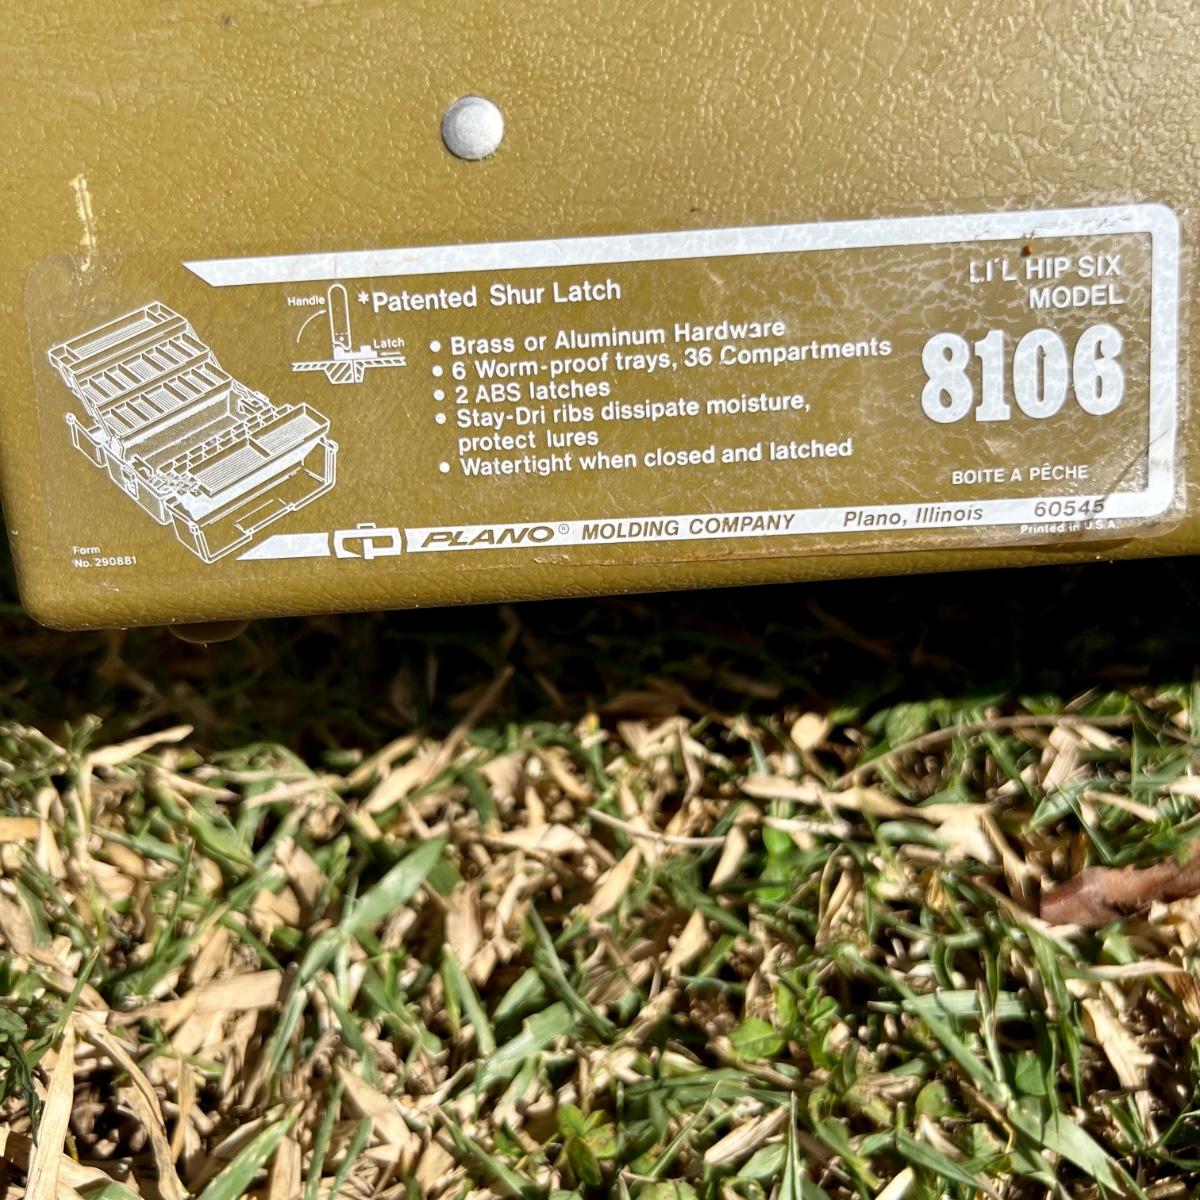 LI'L HIP SIX
MODEL
8106
Handle
*Patented Shur Latch
Latch
• Brass or Aluminum Hardware
• 6 Worm-proof trays, 36 Compartments
• 2 ABS latches
• Stay-Dri ribs dissipate moisture,
protect lures
• Watertight when closed and latched
BOITE A PÊCHE
PLANO® MOLDING COMPANY Plano, Illinois 60545
Printed in U.S.A.
Form
No. 290881